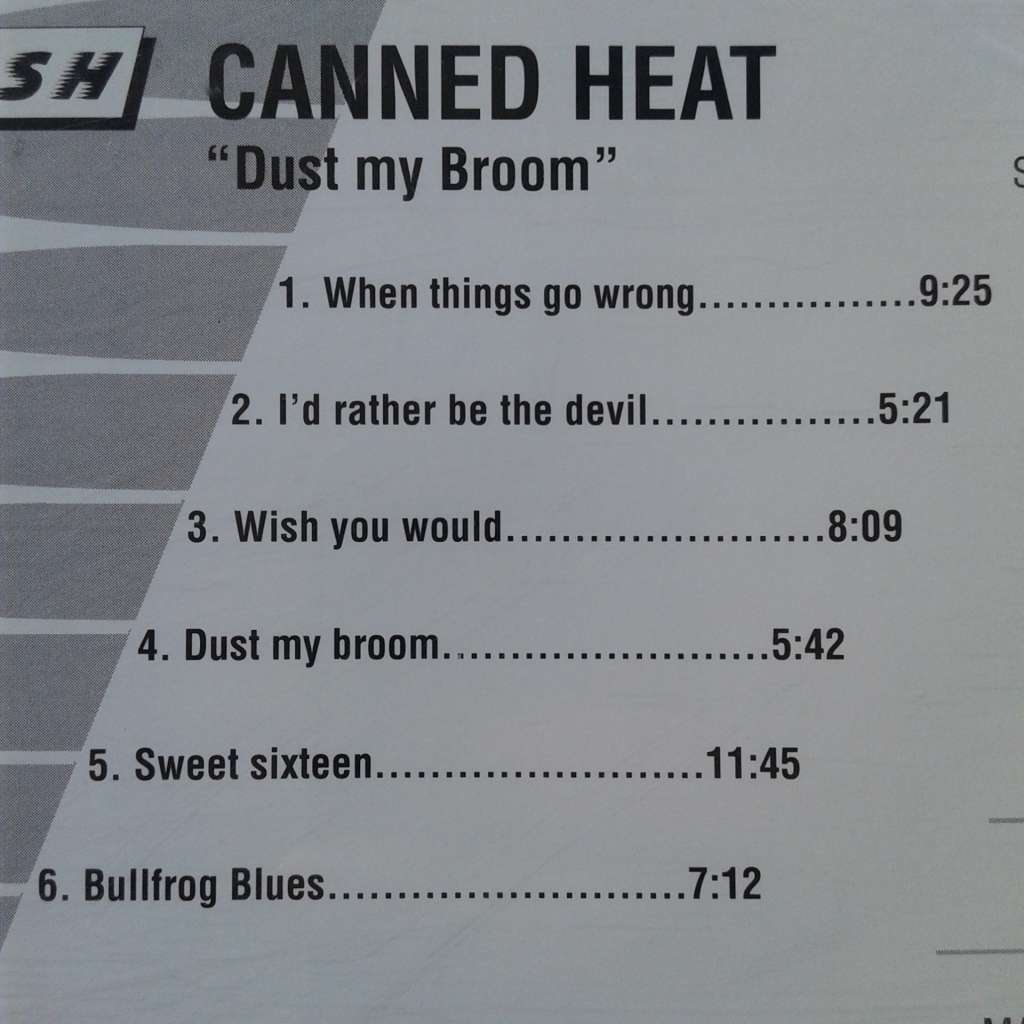 SH
CANNED HEAT
“Dust my Broom”
S
1. When things go wrong................9:25
2. I’d rather be the devil................5:21
3. Wish you would.......................8:09
4. Dust my broom........................5:42
5. Sweet sixteen........................11:45
6. Bullfrog Blues..........................7:12